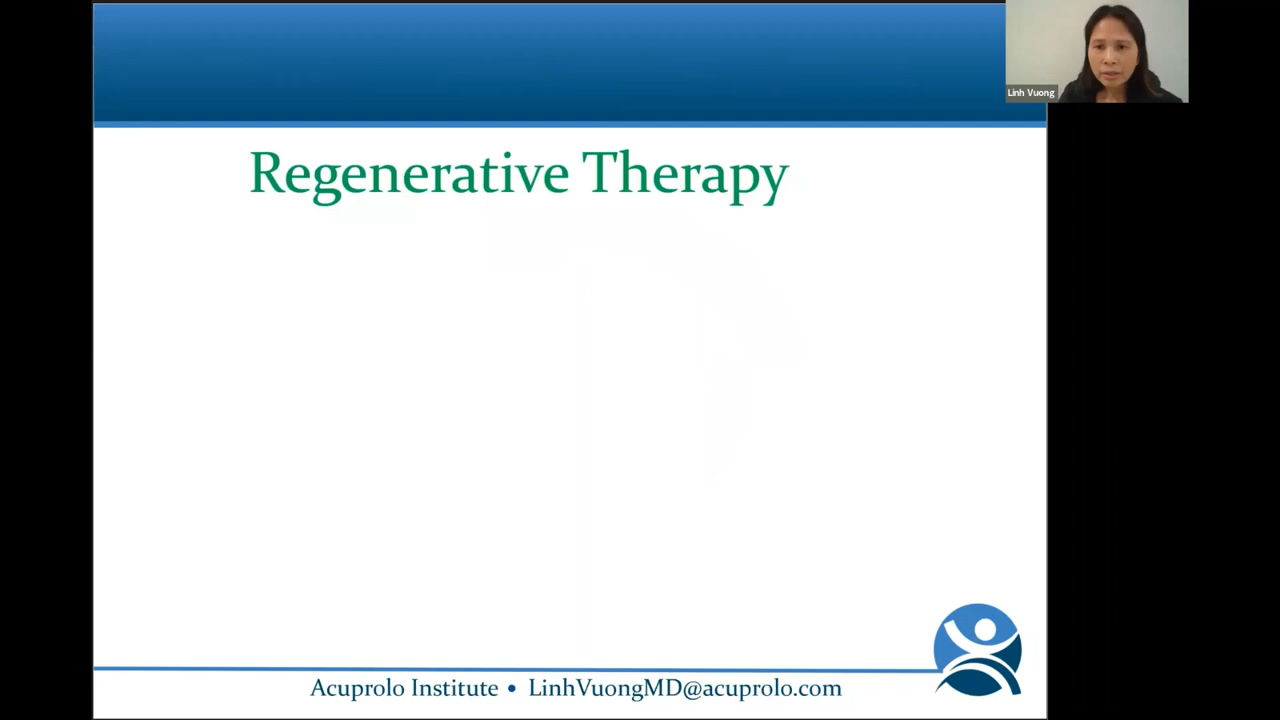 Linh Vuong
Regenerative Therapy
Acuprolo Institute • LinhVuongMD@acuprolo.com